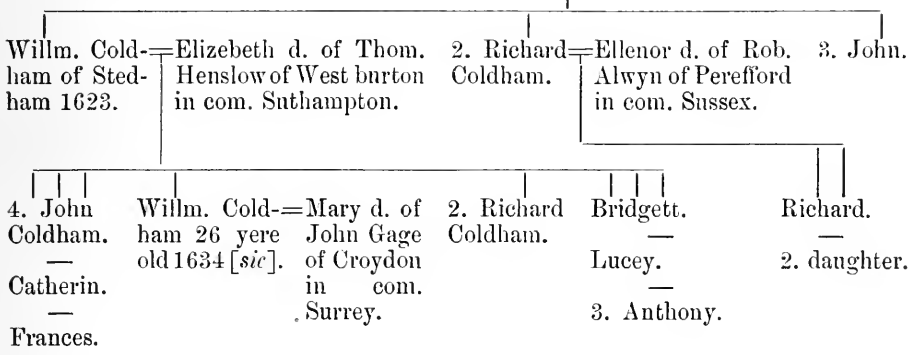 Willm. Cold-=Elizebeth d. of Thom.
ham of Sted- Henslow of West burton
ham 1623. in com. Suthampton.
2. Richard=Ellenor d. of Rob.
Coldham. Alwyn of Perefford
in com. Sussex.
3. John.
4. John
Coldham.
—
Catherin.
—
Frances.
Willm. Cold-=Mary d. of
ham 26 yere John Gage
old 1634 [sic]. of Croydon
in com.
Surrey.
2. Richard
Coldham.
Bridgett.
—
Lucey.
—
3. Anthony.
Richard.
—
2. daughter.